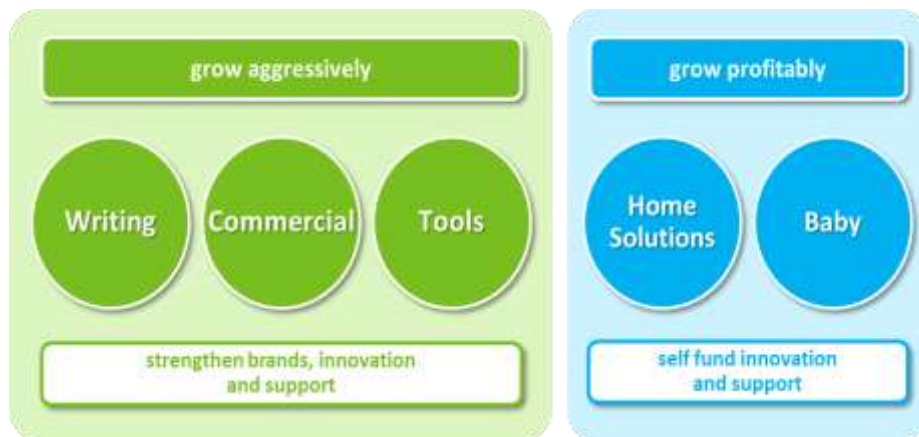 grow aggressively
Writing
Commercial
Tools
strengthen brands, innovation
and support
grow profitably
Home
Solutions
Baby
self fund innovation
and support